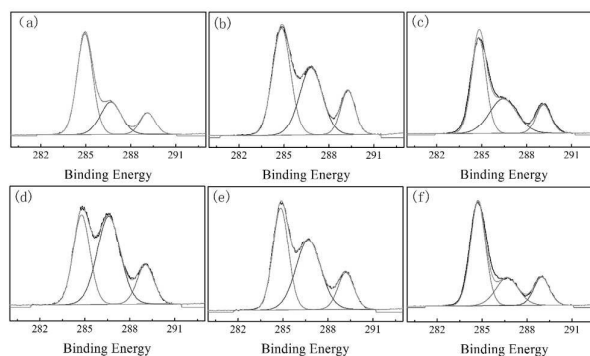 (a)
(b)
(c)
282 285 288 291
282 285 288 291
282 285 288 291
Binding Energy
Binding Energy
Binding Energy
(d)
(e)
(f)
282 285 288 291
282 285 288 291
282 285 288 291
Binding Energy
Binding Energy
Binding Energy